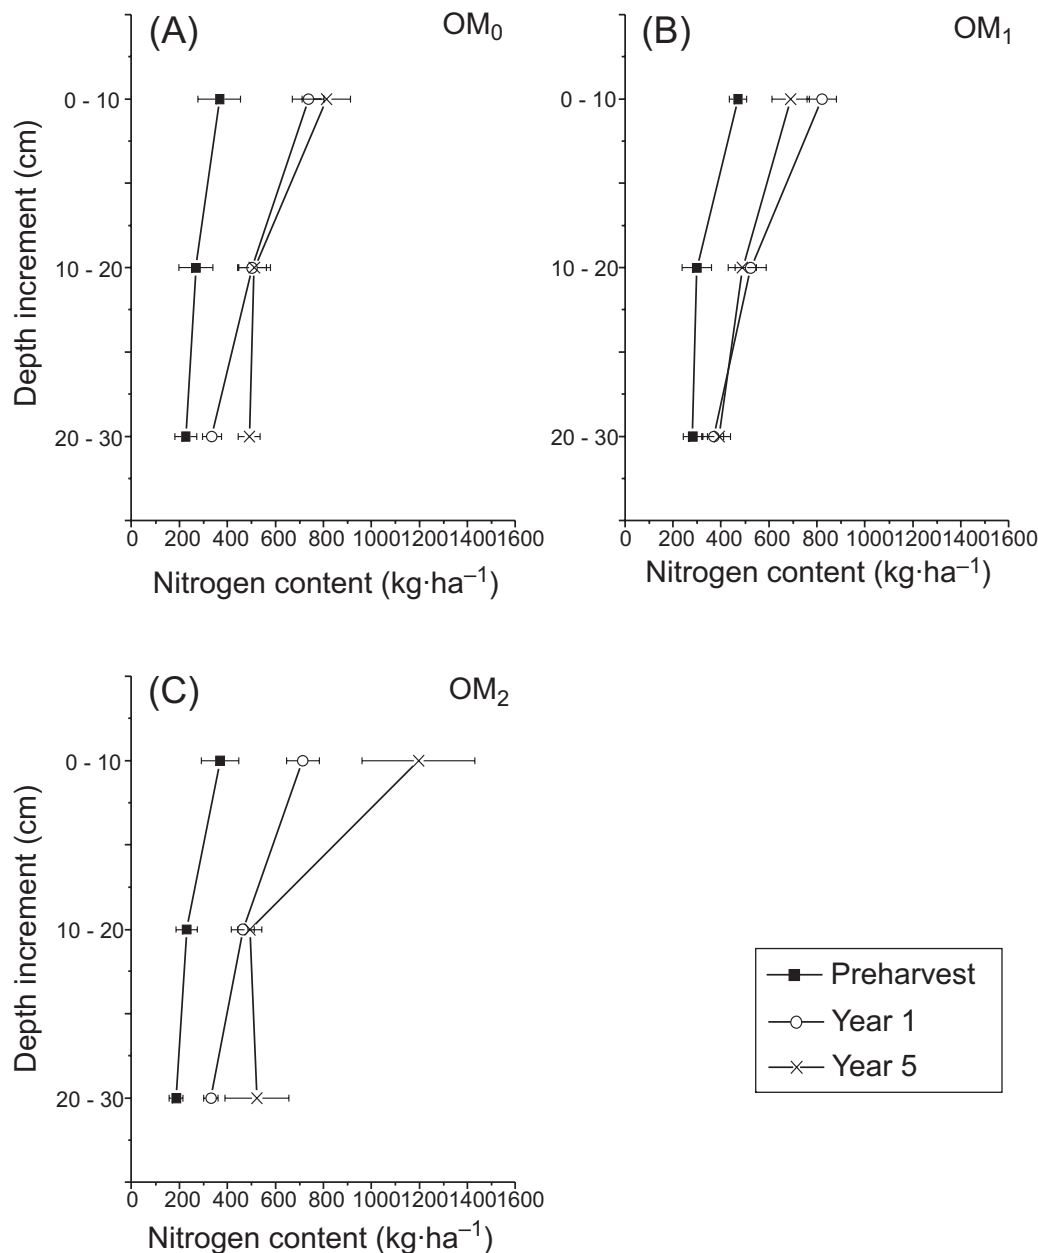 (A)
OM₀
0 - 10
10 - 20
20 - 30
Depth increment (cm)
0 200 400 600 800 1000 1200 1400 1600
Nitrogen content (kg·ha⁻¹)
(B)
OM₁
0 - 10
10 - 20
20 - 30
Depth increment (cm)
0 200 400 600 800 1000 1200 1400 1600
Nitrogen content (kg·ha⁻¹)
(C)
OM₂
0 - 10
10 - 20
20 - 30
Depth increment (cm)
0 200 400 600 800 1000 1200 1400 1600
Nitrogen content (kg·ha⁻¹)
Preharvest
Year 1
Year 5